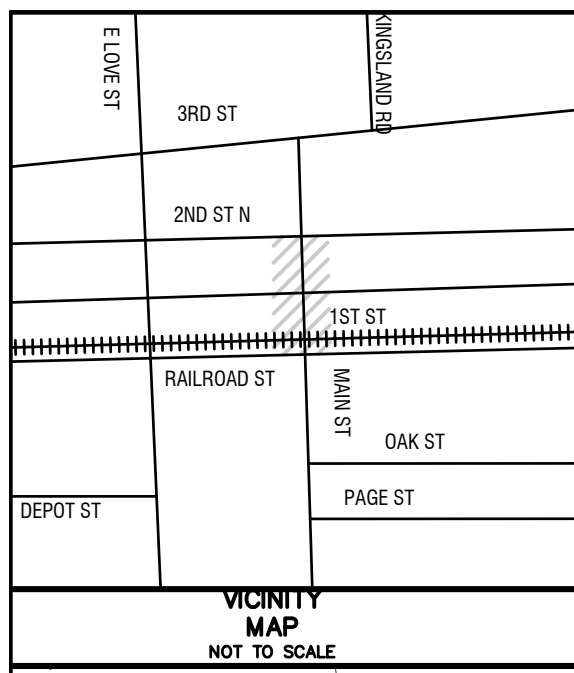 E LOVE ST
KINGSLAND RD
3RD ST
2ND ST N
1ST ST
RAILROAD ST
MAIN ST
OAK ST
PAGE ST
DEPOT ST
VICINITY
MAP
NOT TO SCALE